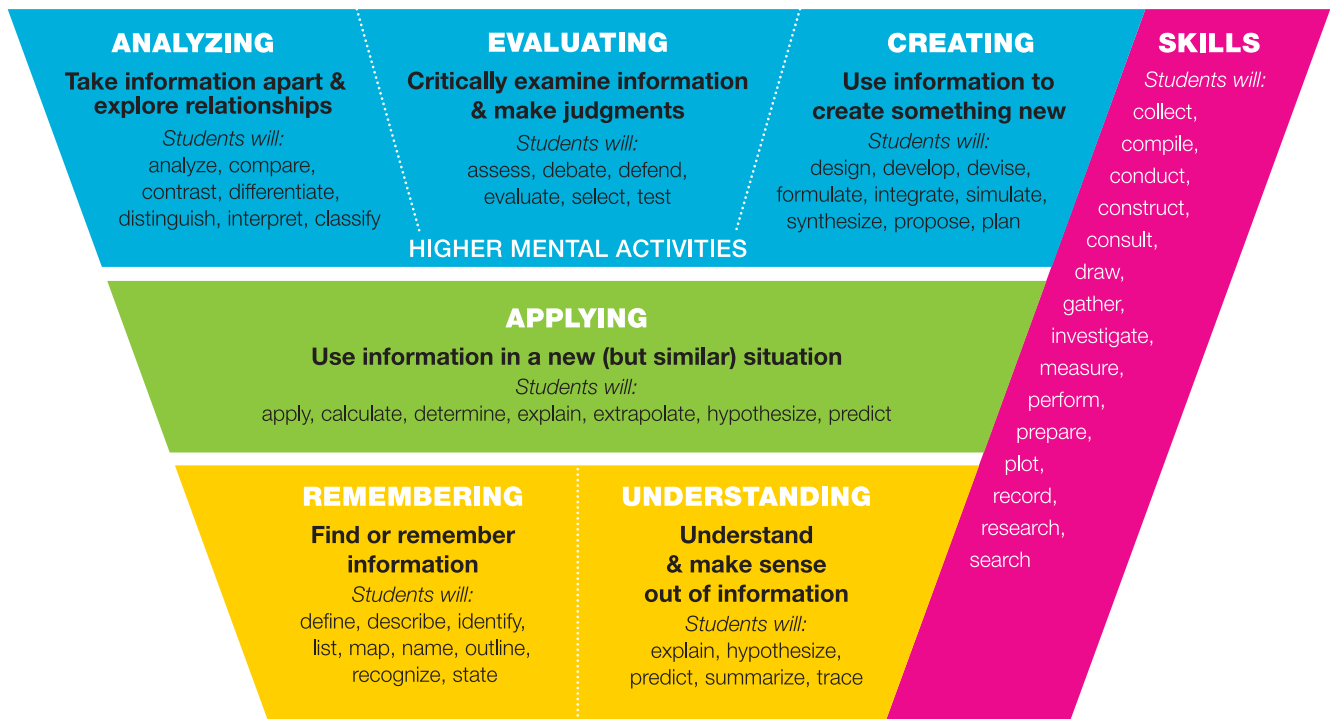 ANALYZING
Take information apart &
explore relationships
Students will:
analyze, compare,
contrast, differentiate,
distinguish, interpret, classify
EVALUATING
Critically examine information
& make judgments
Students will:
assess, debate, defend,
evaluate, select, test
CREATING
Use information to
create something new
Students will:
design, develop, devise,
formulate, integrate, simulate,
synthesize, propose, plan
HIGHER MENTAL ACTIVITIES
APPLYING
Use information in a new (but similar) situation
Students will:
apply, calculate, determine, explain, extrapolate, hypothesize, predict
REMEMBERING
Find or remember
information
Students will:
define, describe, identify,
list, map, name, outline,
recognize, state
UNDERSTANDING
Understand
& make sense
out of information
Students will:
explain, hypothesize,
predict, summarize, trace
SKILLS
Students will:
collect,
compile,
conduct,
construct,
consult,
draw,
gather,
investigate,
measure,
perform,
prepare,
plot,
record,
research,
search